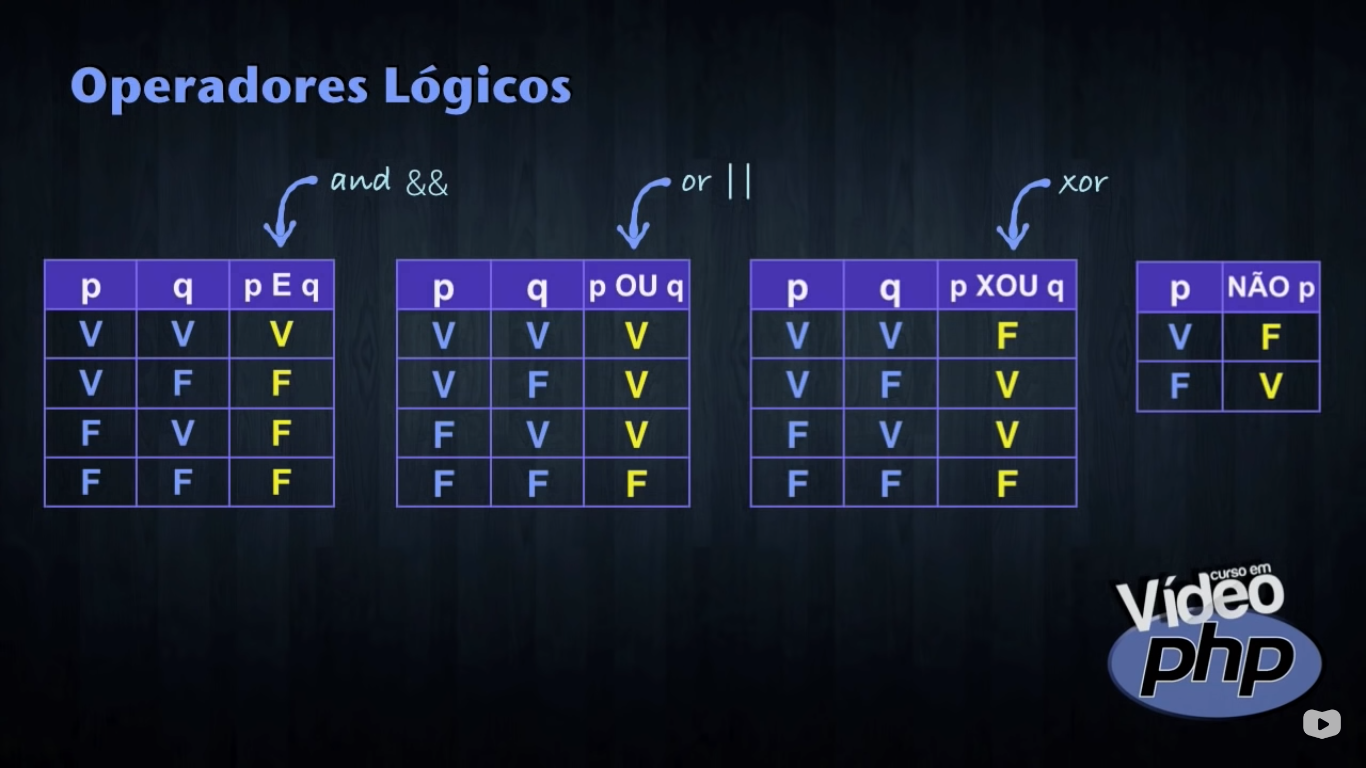 Operadores Lógicos
and &&
or ||
xor
p q p E q
V V V
V F F
F V F
F F F
p q p OU q
V V V
V F V
F V V
F F F
p q p XOU q
V V F
V F V
F V V
F F F
p NÃO p
V F
F V
curso em
Vídeo
php